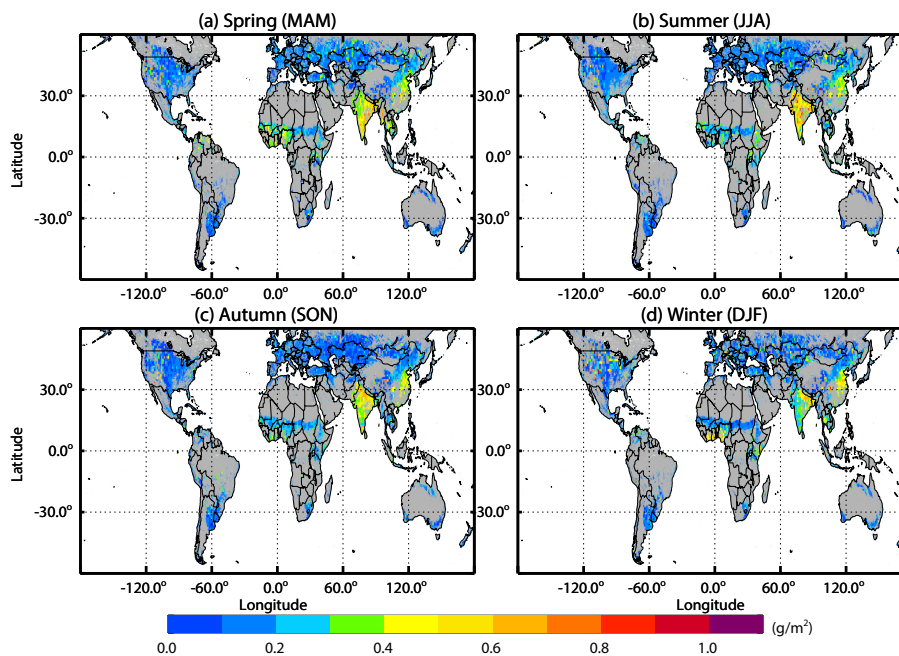 (a) Spring (MAM)
(b) Summer (JJA)
Latitude
30.0°
0.0°
-30.0°
30.0°
0.0°
-30.0°
-120.0° -60.0° 0.0° 60.0° 120.0°
-120.0° -60.0° 0.0° 60.0° 120.0°
(c) Autumn (SON)
(d) Winter (DJF)
Latitude
30.0°
0.0°
-30.0°
30.0°
0.0°
-30.0°
-120.0° -60.0° 0.0° 60.0° 120.0°
-120.0° -60.0° 0.0° 60.0° 120.0°
Longitude
Longitude
(g/m²)
0.0 0.2 0.4 0.6 0.8 1.0